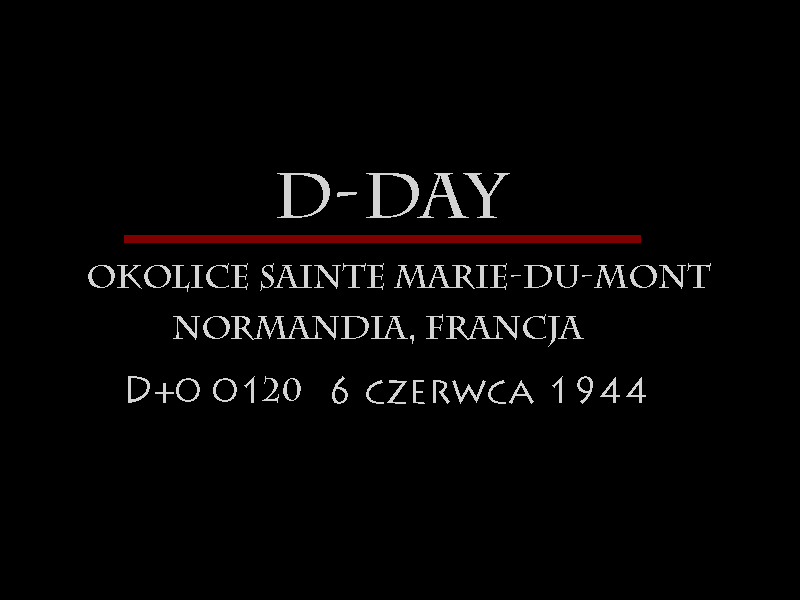 D-DAY
OKOLICE SAINTE MARIE-DU-MONT
NORMANDIA, FRANCJA
D+0 0120 6 CZERWCA 1944